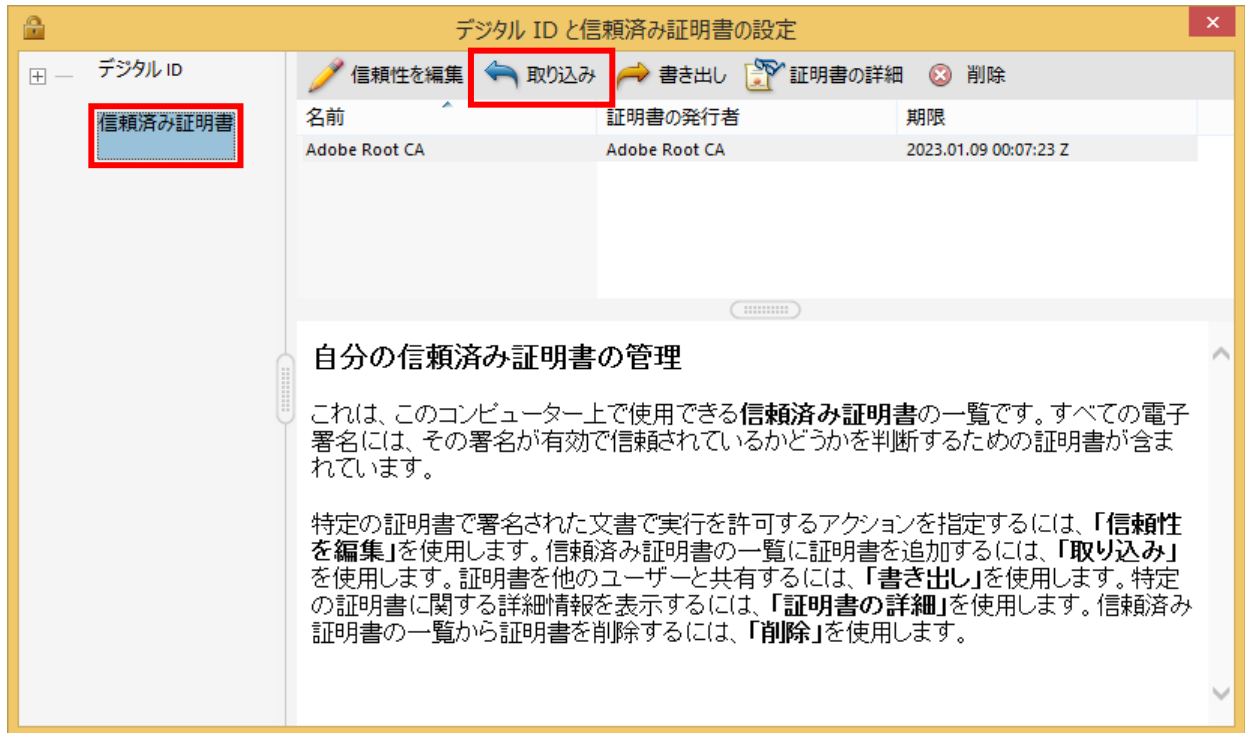 デジタル ID と信頼済み証明書の設定
デジタル ID
信頼済み証明書
信頼性を編集 取り込み 書き出し 証明書の詳細 削除
名前 証明書の発行者 期限
Adobe Root CA Adobe Root CA 2023.01.09 00:07:23 Z
自分の信頼済み証明書の管理
これは、このコンピューター上で使用できる信頼済み証明書の一覧です。すべての電子
署名には、その署名が有効で信頼されているかどうかを判断するための証明書が含ま
れています。
特定の証明書で署名された文書で実行を許可するアクションを指定するには、「信頼性
を編集」を使用します。信頼済み証明書の一覧に証明書を追加するには、「取り込み」
を使用します。証明書を他のユーザーと共有するには、「書き出し」を使用します。特定
の証明書に関する詳細情報を表示するには、「証明書の詳細」を使用します。信頼済み
証明書の一覧から証明書を削除するには、「削除」を使用します。